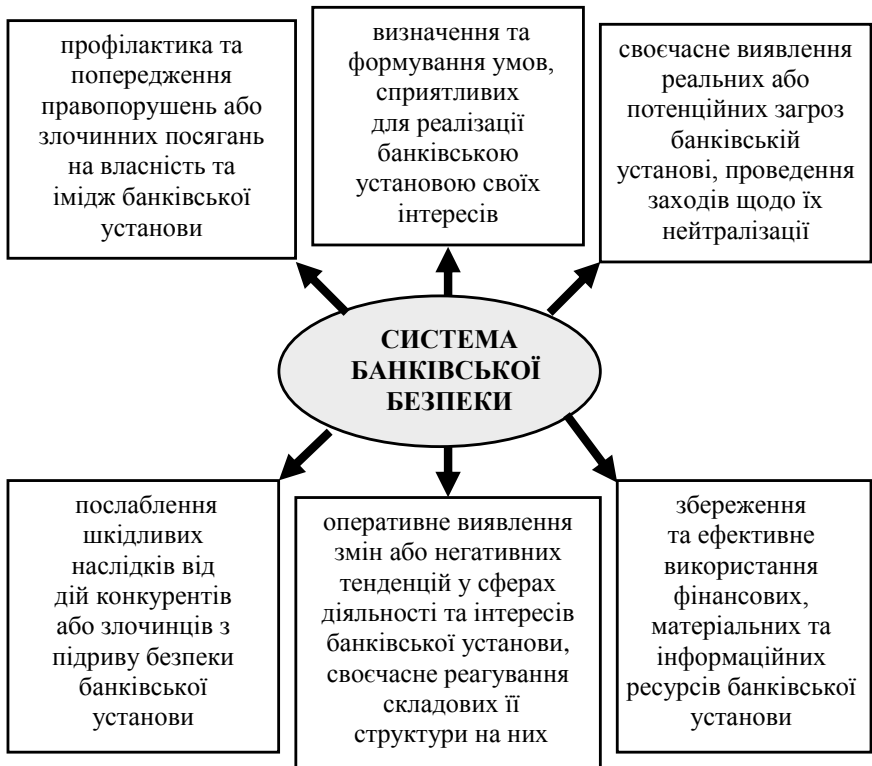 профілактика та
попередження
правопорушень або
злочинних посягань
на власність та
імідж банківської
установи
визначення та
формування умов,
сприятливих
для реалізації
банківською
установою своїх
інтересів
своєчасне виявлення
реальних або
потенційних загроз
банківській
установі, проведення
заходів щодо їх
нейтралізації
СИСТЕМА
БАНКІВСЬКОЇ
БЕЗПЕКИ
послаблення
шкідливих
наслідків від
дій конкурентів
або злочинців з
підриву безпеки
банківської
установи
оперативне виявлення
змін або негативних
тенденцій у сферах
діяльності та інтересів
банківської установи,
своєчасне реагування
складових її
структури на них
збереження
та ефективне
використання
фінансових,
матеріальних та
інформаційних
ресурсів банківської
установи